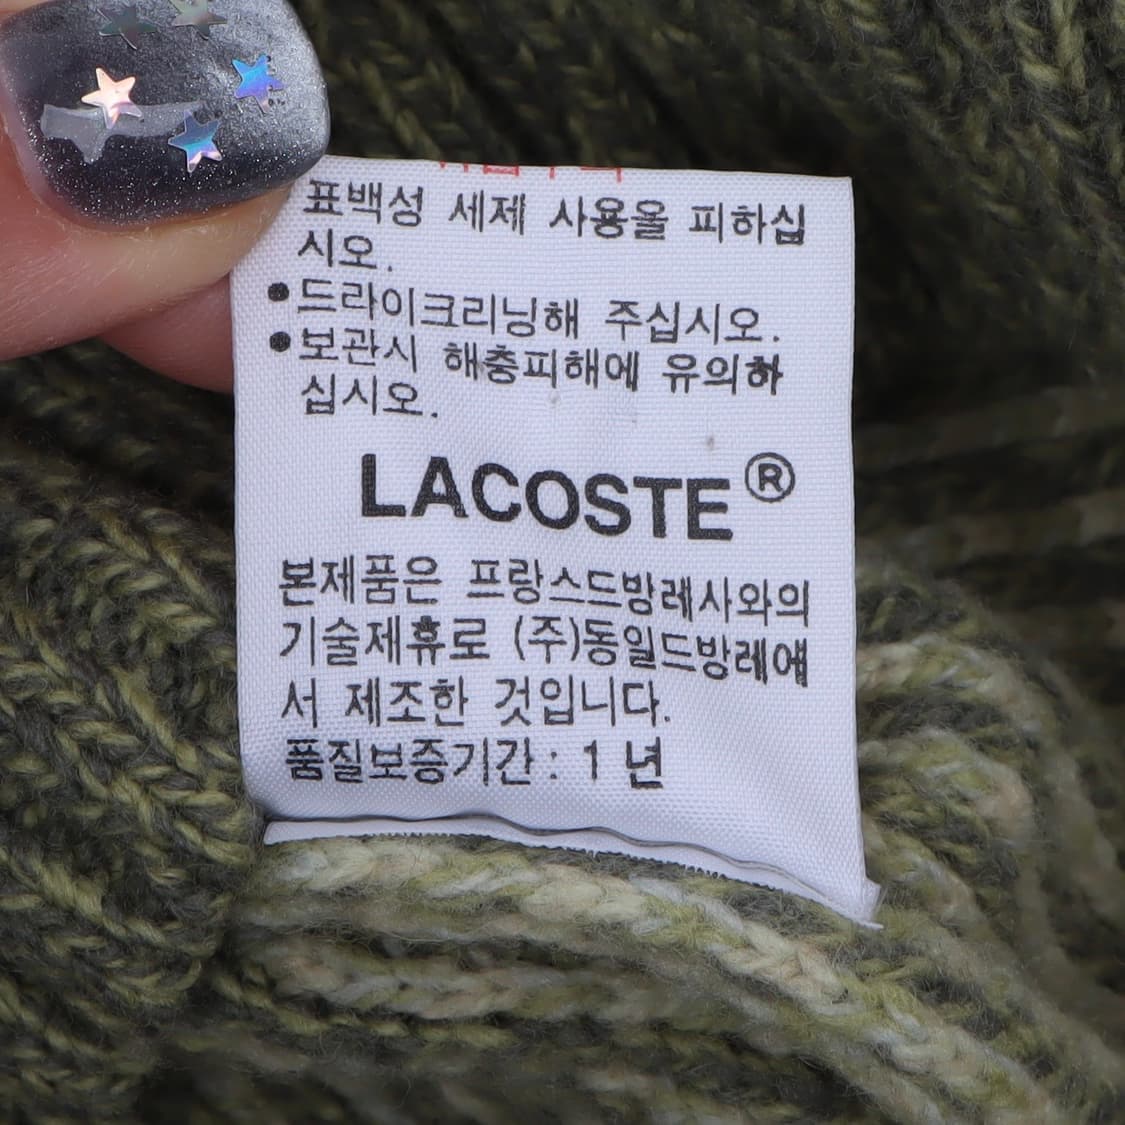 표백성 세제 사용을 피하십
시오.
●드라이크리닝해 주십시오.
●보관시 해충피해에 유의하
십시오.
LACOSTE®
본제품은 프랑스드방레사와의
기술제휴로 (주)동일드방레에
서 제조한 것입니다.
품질보증기간 : 1 년